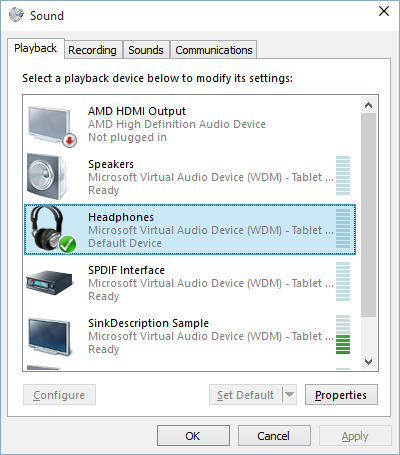 Sound
Playback Recording Sounds Communications
Select a playback device below to modify its settings:
AMD HDMI Output
AMD High Definition Audio Device
Not plugged in
Speakers
Microsoft Virtual Audio Device (WDM) - Tablet ...
Ready
Headphones
Microsoft Virtual Audio Device (WDM) - Tablet ...
Default Device
SPDIF Interface
Microsoft Virtual Audio Device (WDM) - Tablet ...
Ready
SinkDescription Sample
Microsoft Virtual Audio Device (WDM) - Tablet ...
Ready
Configure Set Default Properties
OK Cancel Apply